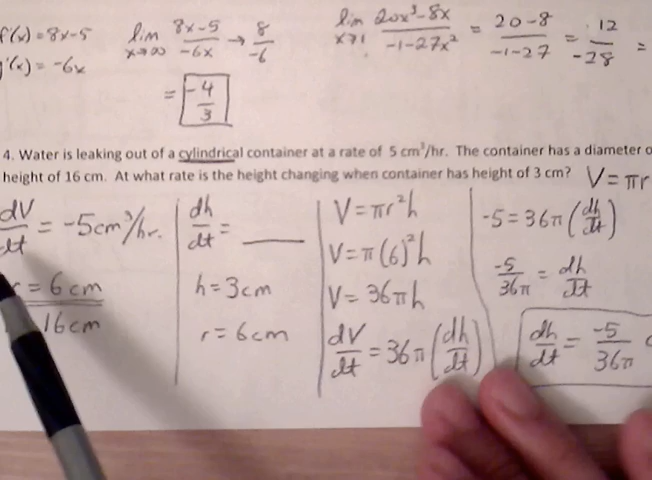 f'(x) = 8x-5
g'(x) = -6x
lim x→∞ 8x-5/-6x → 8/-6
= -4/3
lim x→1 20x³-8x/-1-27x² = 20-8/-1-27 = 12/-28 =
4. Water is leaking out of a cylindrical container at a rate of 5 cm³/hr. The container has a diameter o
height of 16 cm. At what rate is the height changing when container has height of 3 cm? V = πr
dV/dt = -5cm³/hr.
r = 6cm
16cm
dh/dt = ____
h = 3cm
r = 6cm
V = πr²h
V = π(6)²h
V = 36πh
dV/dt = 36π(dh/dt)
-5 = 36π(dh/dt)
-5/36π = dh/dt
dh/dt = -5/36π